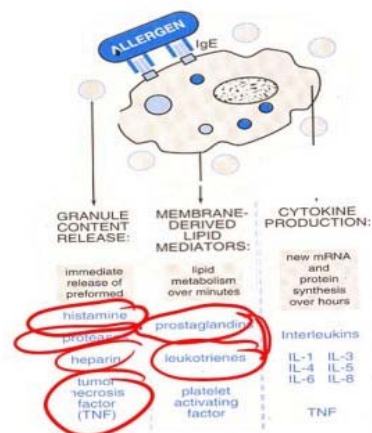 ALLERGEN
IgE
GRANULE
CONTENT
RELEASE:
immediate
release of
preformed
histamine
proteases
heparin
tumor
necrosis
factor
(TNF)
MEMBRANE-
DERIVED
LIPID
MEDIATORS:
lipid
metabolism
over minutes
prostaglandins
leukotrienes
platelet
activating
factor
CYTOKINE
PRODUCTION:
new mRNA
and
protein
synthesis
over hours
Interleukins
IL-1 IL-3
IL-4 IL-5
IL-6 IL-8
TNF